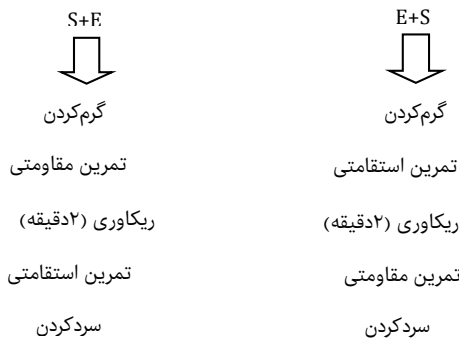 E+S
گرم‌کردن
تمرین استقامتی
ریکاوری (۲دقیقه)
تمرین مقاومتی
سردکردن
S+E
گرم‌کردن
تمرین مقاومتی
ریکاوری (۲دقیقه)
تمرین استقامتی
سردکردن